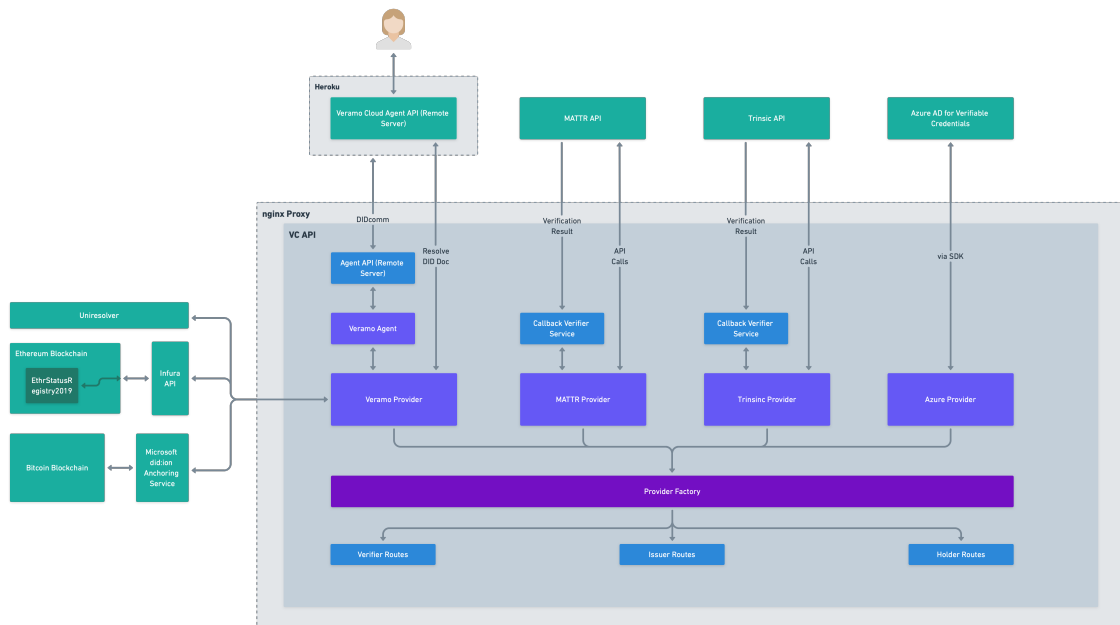 Heroku
Veramo Cloud Agent API (Remote
Server)
MATTR API
Trinsic API
Azure AD for Verifiable
Credentials
nginx Proxy
VC API
DIDcomm
Resolve
DID Doc
Verification
Result
API
Calls
Verification
Result
API
Calls
via SDK
Agent API (Remote
Server)
Veramo Agent
Callback Verifier
Service
Callback Verifier
Service
Uniresolver
Ethereum Blockchain
EthrStatusR
egistry2019
Infura
API
Bitcoin Blockchain
Microsoft
did:ion
Anchoring
Service
Veramo Provider
MATTR Provider
Trinsinc Provider
Azure Provider
Provider Factory
Verifier Routes
Issuer Routes
Holder Routes